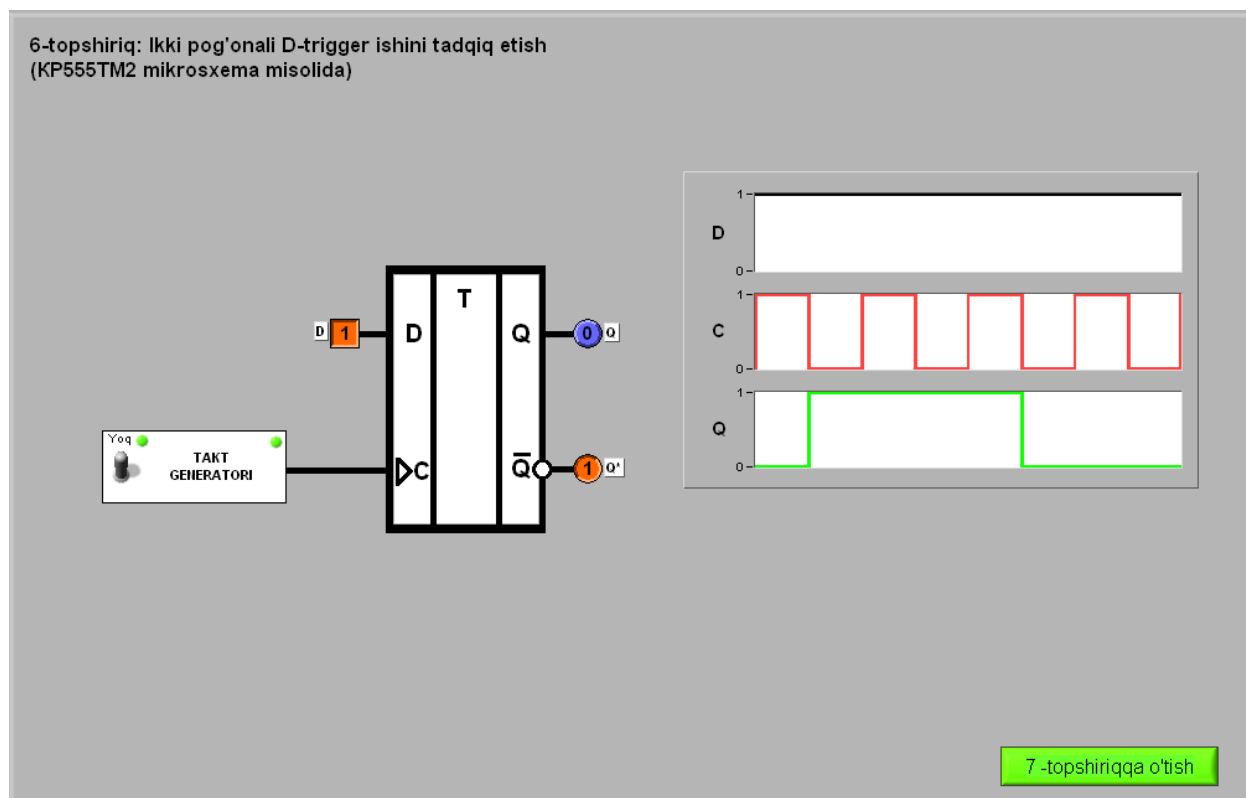 6-topshiriq: Ikki pog'onali D-trigger ishini tadqiq etish
(KP555TM2 mikrosxema misolida)
1
D
0
1
C
0
1
Q
0
T
D 1 D Q 0 Q
Yoq
TAKT
GENERATORI
C Q 1 Q*
7 -topshiriqqa o'tish